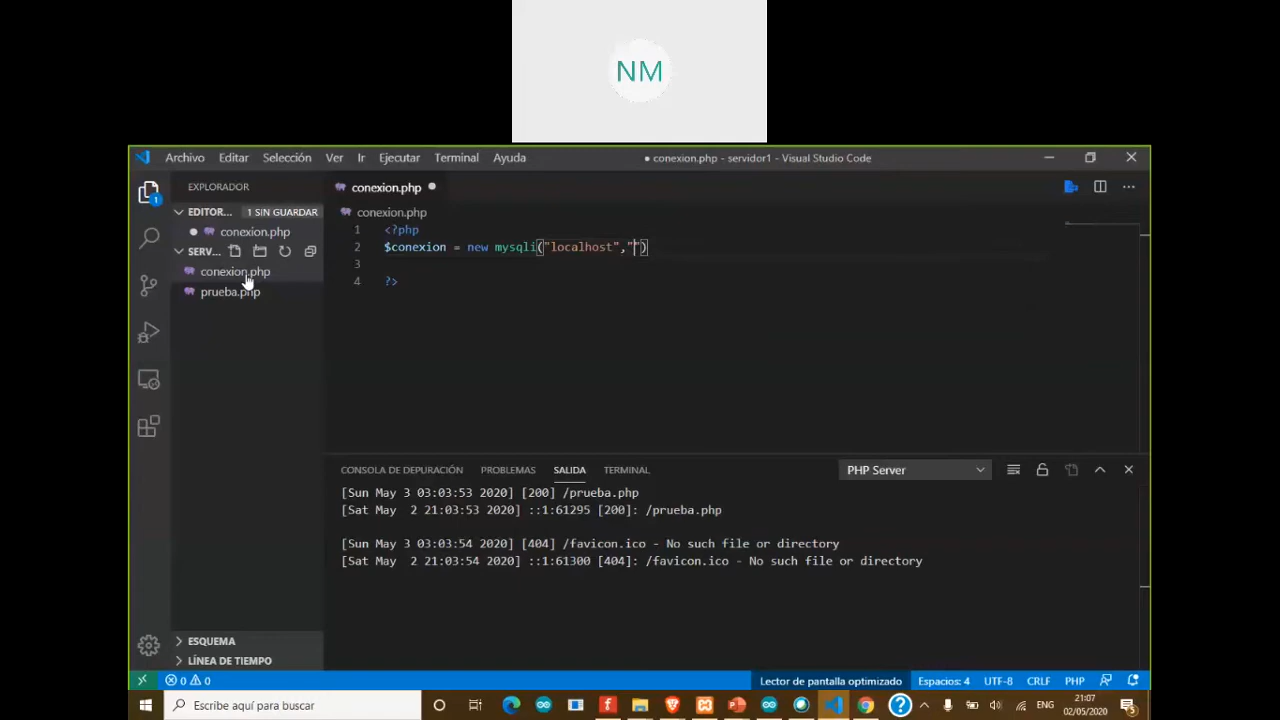 NM
Archivo Editar Selección Ver Ir Ejecutar Terminal Ayuda
● conexion.php - servidor1 - Visual Studio Code
EXPLORADOR
1
EDITOR... 1 SIN GUARDAR
● conexion.php
SERV...
conexion.php
prueba.php
conexion.php ●
conexion.php
1 <?php
2 $conexion = new mysqli("localhost","")
3
4 ?>
CONSOLA DE DEPURACIÓN PROBLEMAS SALIDA TERMINAL PHP Server
[Sun May 3 03:03:53 2020] [200] /prueba.php
[Sat May 2 21:03:53 2020] ::1:61295 [200]: /prueba.php
[Sun May 3 03:03:54 2020] [404] /favicon.ico - No such file or directory
[Sat May 2 21:03:54 2020] ::1:61300 [404]: /favicon.ico - No such file or directory
ESQUEMA
LÍNEA DE TIEMPO
0 0 Lector de pantalla optimizado Espacios: 4 UTF-8 CRLF PHP
Escribe aquí para buscar
ENG
21:07
02/05/2020
5